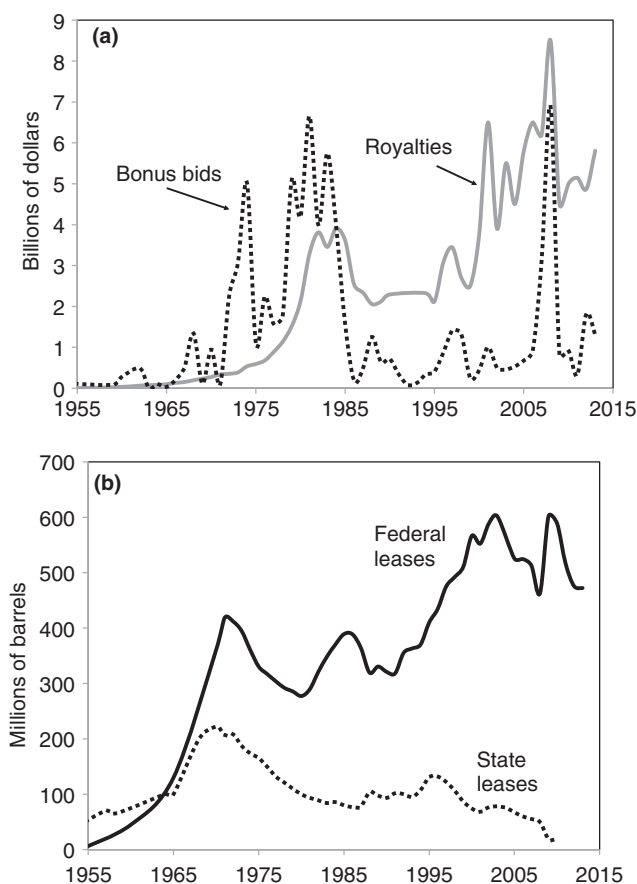 (a)
Billions of dollars
9
8
7
6
5
4
3
2
1
0
Bonus bids
Royalties
1955 1965 1975 1985 1995 2005 2015
(b)
Millions of barrels
700
600
500
400
300
200
100
0
Federal
leases
State
leases
1955 1965 1975 1985 1995 2005 2015